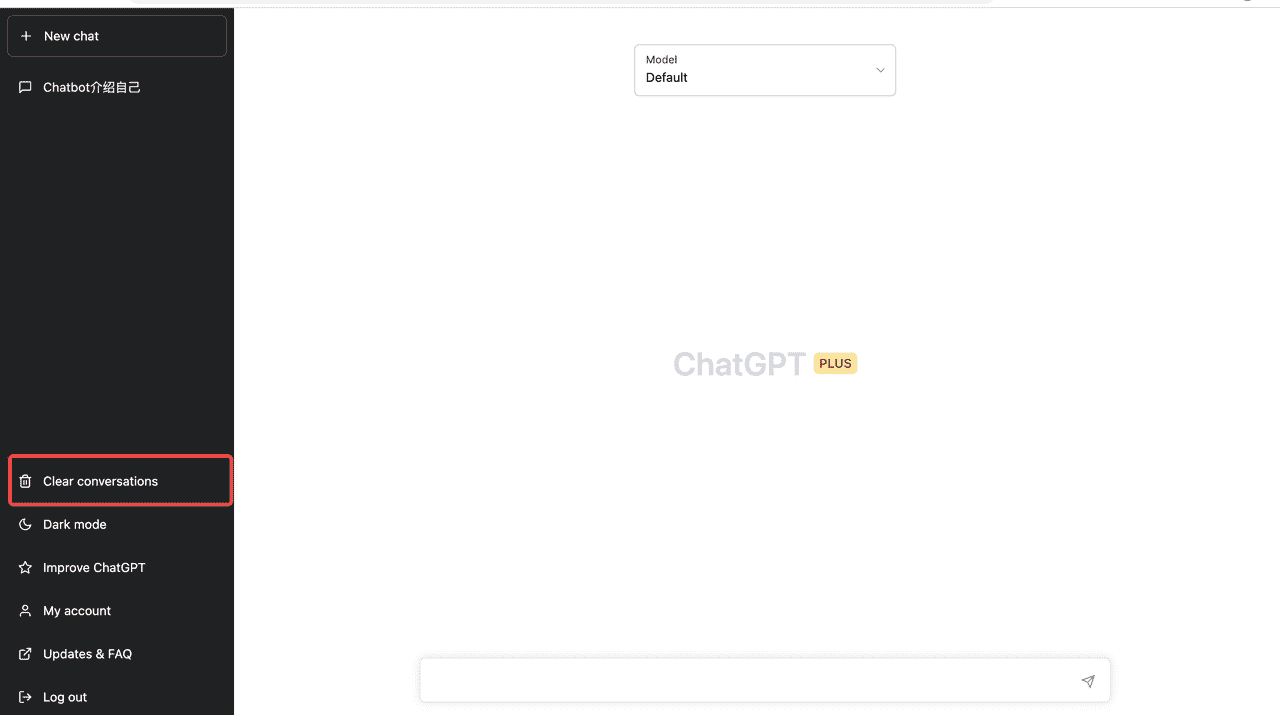 New chat
Chatbot介绍自己
Model
Default
ChatGPT PLUS
Clear conversations
Dark mode
Improve ChatGPT
My account
Updates & FAQ
Log out